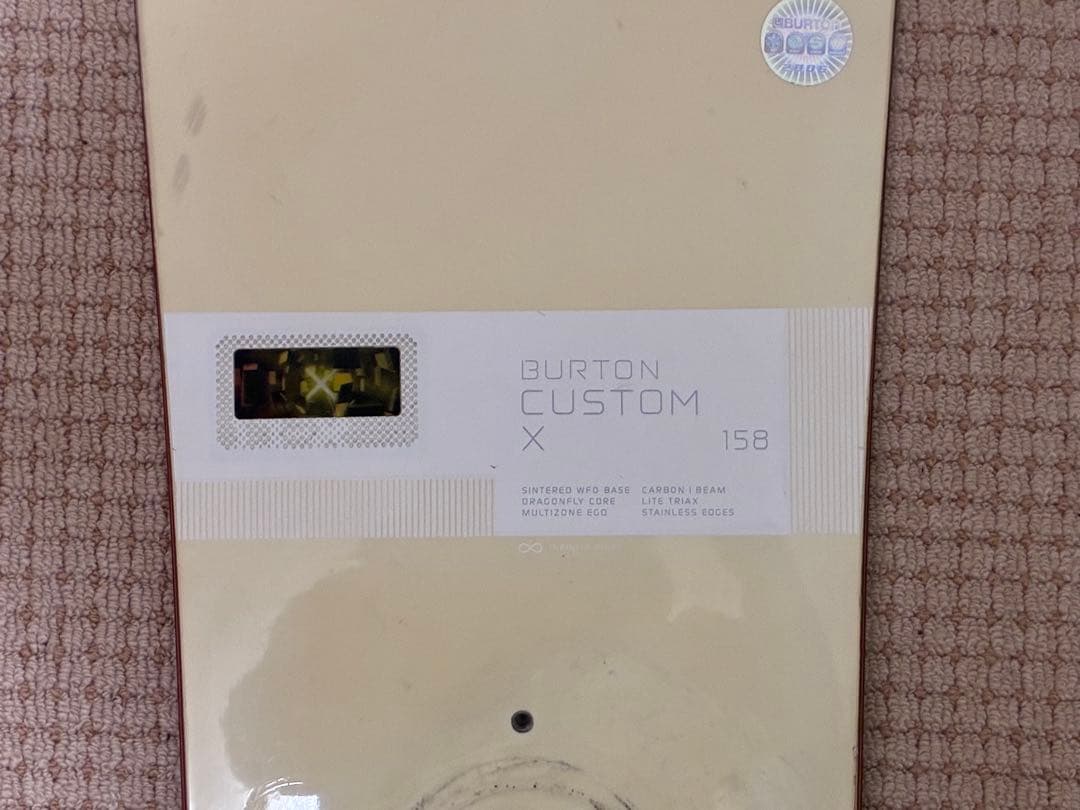 BURTON
BURTON
CUSTOM
X 158
SINTERED WFO BASE CARBON I BEAM
DRAGONFLY CORE LITE TRIAX
MULTIZONE EGD STAINLESS EDGES